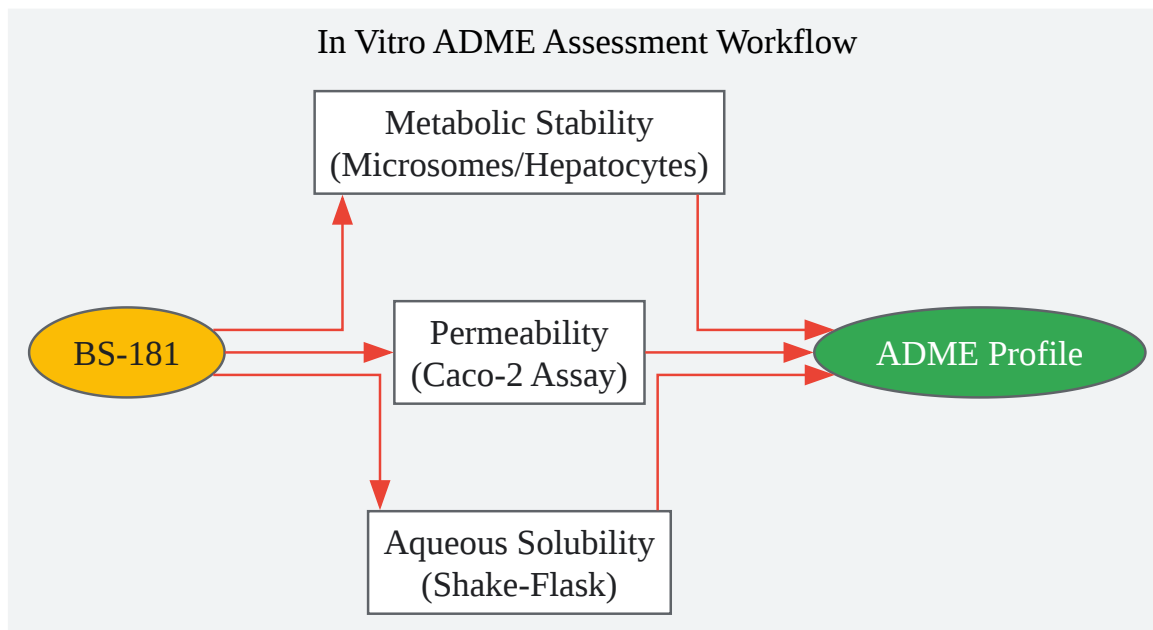 In Vitro ADME Assessment Workflow
Metabolic Stability
(Microsomes/Hepatocytes)
BS-181
Permeability
(Caco-2 Assay)
ADME Profile
Aqueous Solubility
(Shake-Flask)